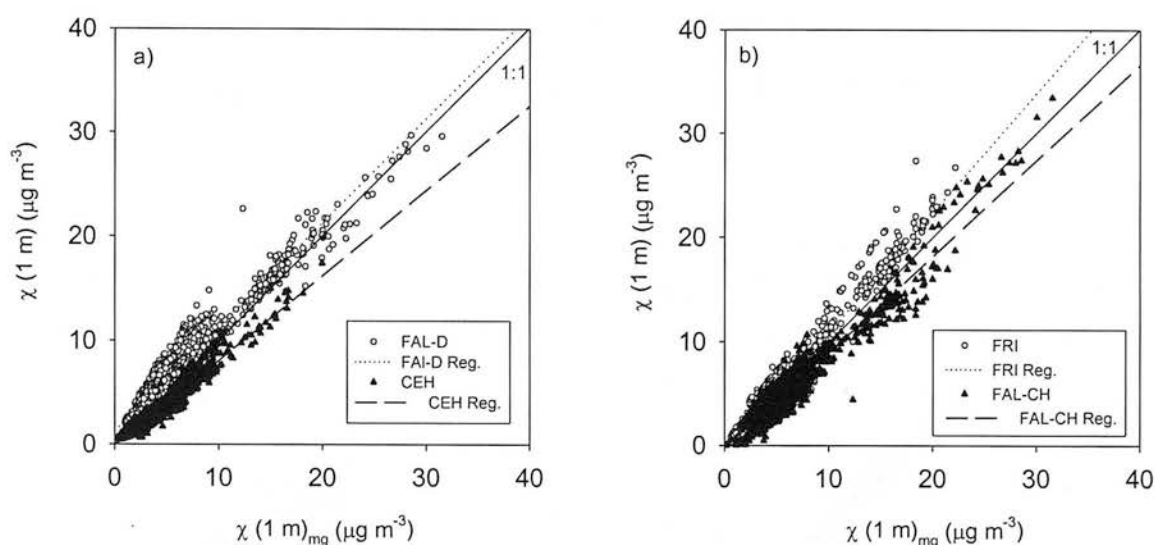 a)
1:1
χ (1 m) (µg m⁻³)
40
30
20
10
0
FAL-D
FAl-D Reg.
CEH
CEH Reg.
0 10 20 30 40
χ (1 m)mg (µg m⁻³)
b)
1:1
χ (1 m) (µg m⁻³)
40
30
20
10
0
FRI
FRI Reg.
FAL-CH
FAL-CH Reg.
0 10 20 30 40
χ (1 m)mg (µg m⁻³)